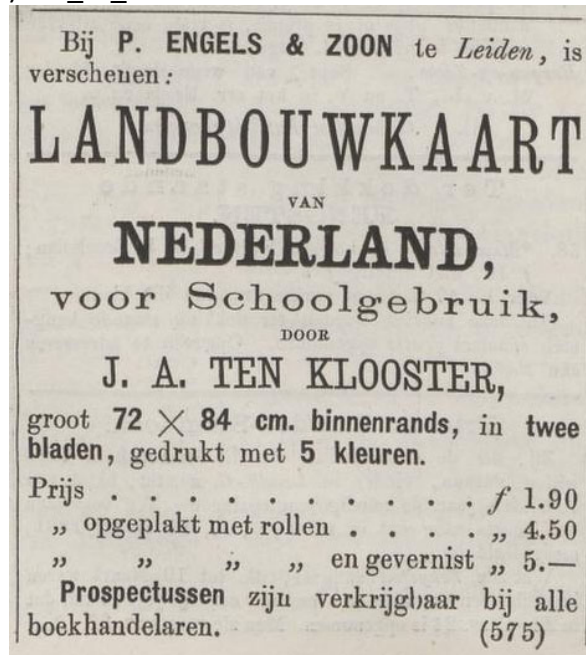 Bij P. ENGELS & ZOON te Leiden, is
verschenen:
LANDBOUWKAART
VAN
NEDERLAND,
voor Schoolgebruik,
DOOR
J. A. TEN KLOOSTER,
groot 72 × 84 cm. binnenrands, in twee
bladen, gedrukt met 5 kleuren.
Prijs . . . . . . . . . . . . ƒ 1.90
„ opgeplakt met rollen . . . . „ 4.50
„ „ „ „ en gevernist „ 5.—
Prospectussen zijn verkrijgbaar bij alle
boekhandelaren. (575)